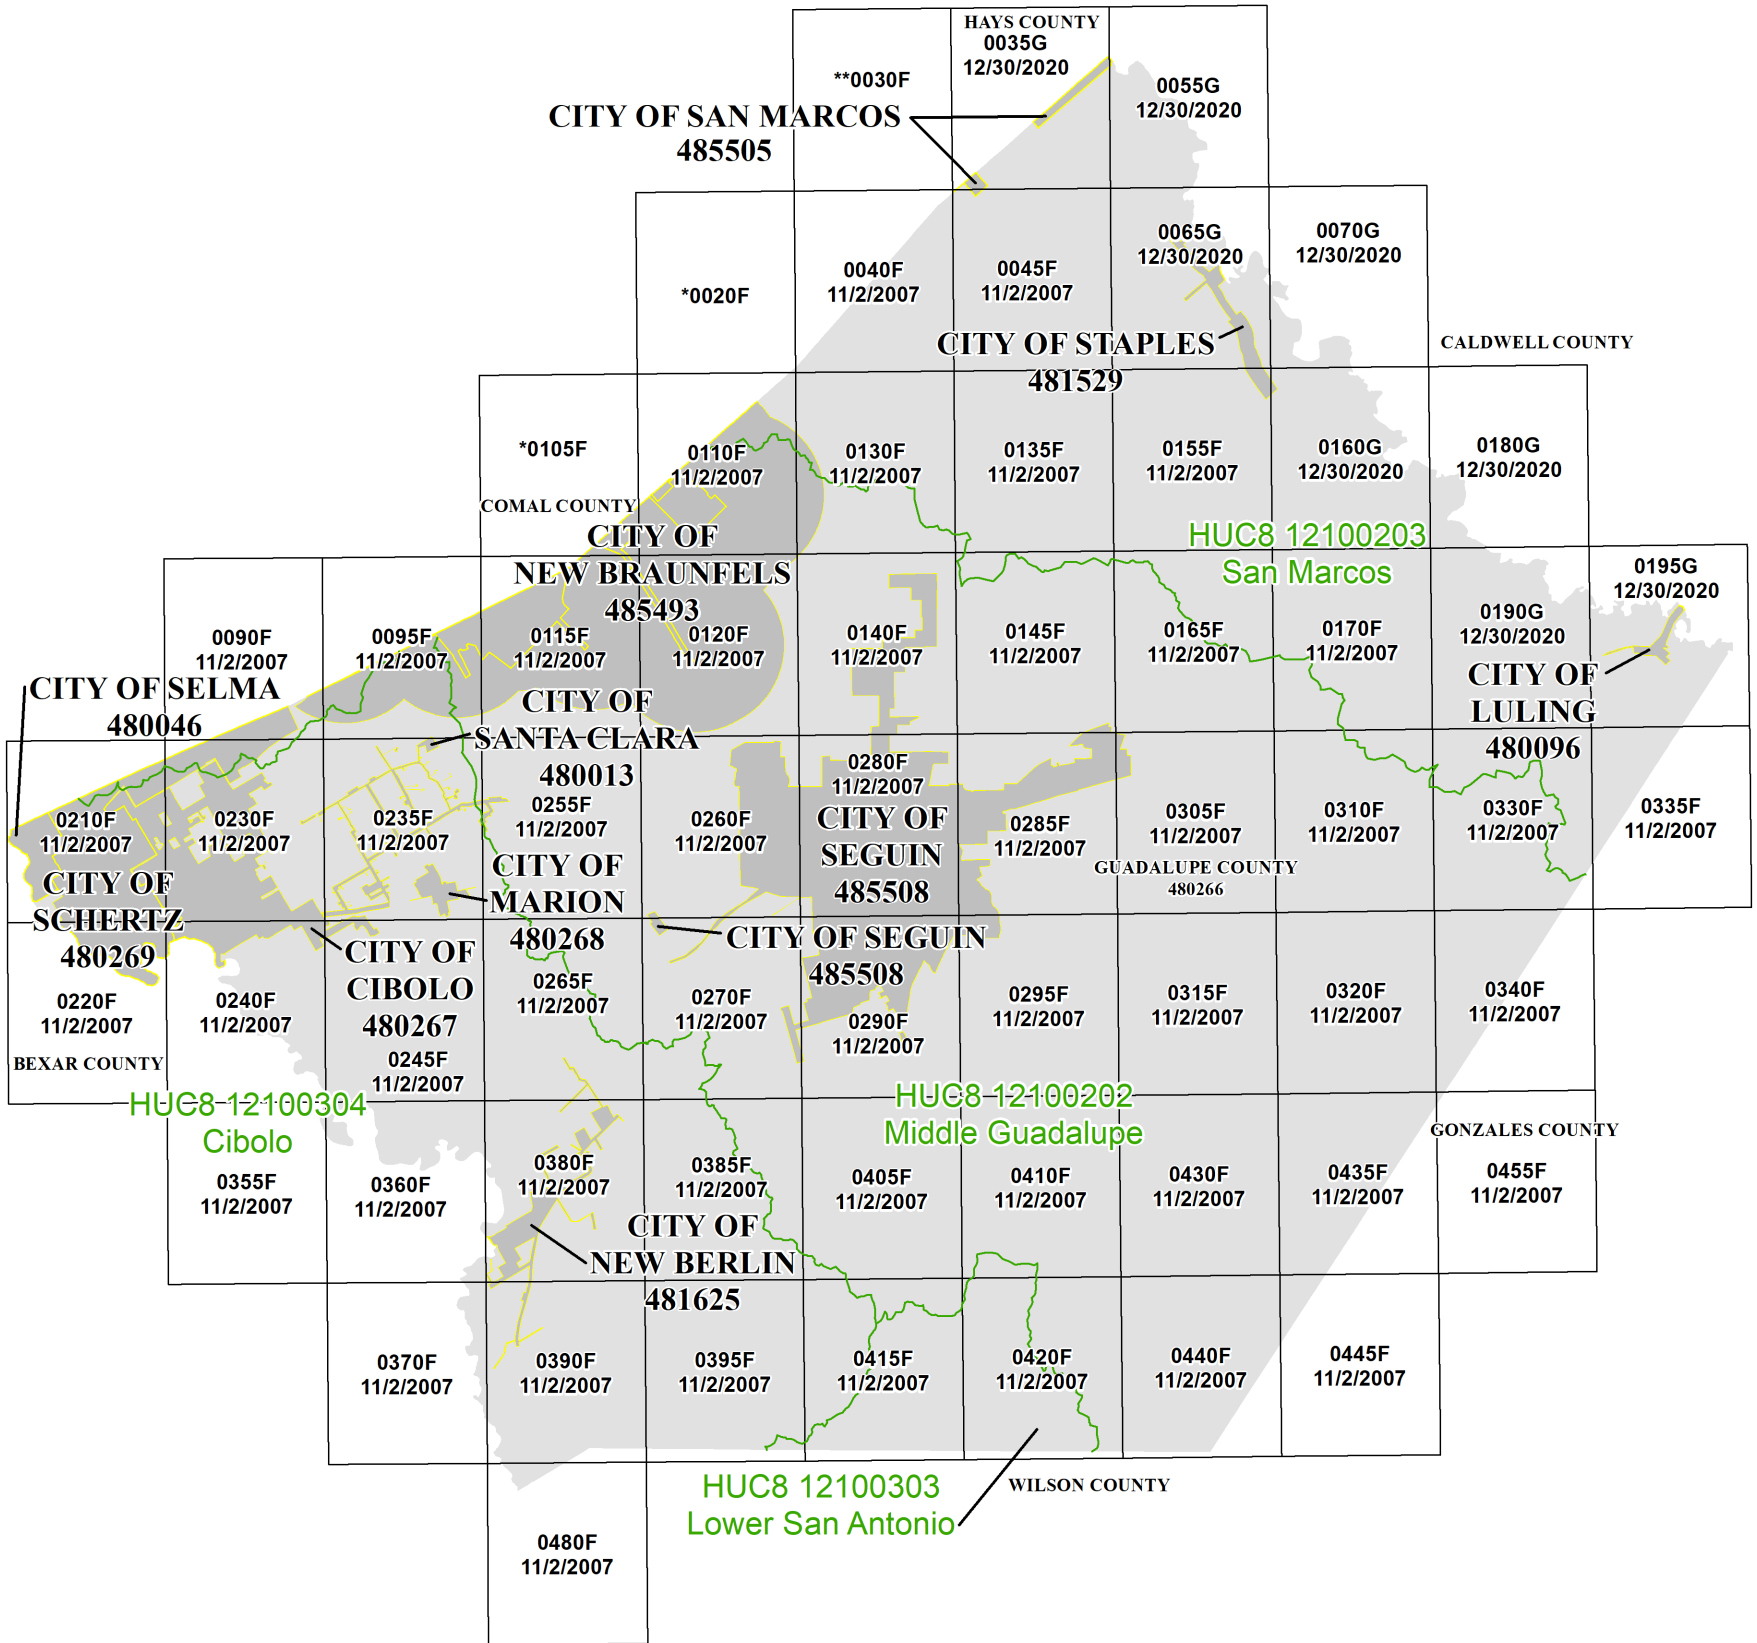 HAYS COUNTY
0035G
12/30/2020
**0030F
0055G
12/30/2020
CITY OF SAN MARCOS
485505
0065G
12/30/2020
0070G
12/30/2020
*0020F
0040F
11/2/2007
0045F
11/2/2007
CITY OF STAPLES
481529
CALDWELL COUNTY
*0105F
0110F
11/2/2007
0130F
11/2/2007
0135F
11/2/2007
0155F
11/2/2007
0160G
12/30/2020
0180G
12/30/2020
COMAL COUNTY
CITY OF
NEW BRAUNFELS
485493
HUC8 12100203
San Marcos
0195G
12/30/2020
0090F
11/2/2007
0095F
11/2/2007
0115F
11/2/2007
0120F
11/2/2007
0140F
11/2/2007
0145F
11/2/2007
0165F
11/2/2007
0170F
11/2/2007
0190G
12/30/2020
CITY OF SELMA
480046
CITY OF
SANTA CLARA
480013
CITY OF
LULING
480096
0210F
11/2/2007
0230F
11/2/2007
0235F
11/2/2007
0255F
11/2/2007
0260F
11/2/2007
0280F
11/2/2007
CITY OF
SEGUIN
485508
0285F
11/2/2007
0305F
11/2/2007
0310F
11/2/2007
0330F
11/2/2007
0335F
11/2/2007
GUADALUPE COUNTY
480266
CITY OF
SCHERTZ
480269
CITY OF
MARION
480268
CITY OF SEGUIN
485508
CITY OF
CIBOLO
480267
0220F
11/2/2007
0240F
11/2/2007
0245F
11/2/2007
0265F
11/2/2007
0270F
11/2/2007
0290F
11/2/2007
0295F
11/2/2007
0315F
11/2/2007
0320F
11/2/2007
0340F
11/2/2007
BEXAR COUNTY
HUC8 12100304
Cibolo
HUC8 12100202
Middle Guadalupe
GONZALES COUNTY
0355F
11/2/2007
0360F
11/2/2007
0380F
11/2/2007
0385F
11/2/2007
0405F
11/2/2007
0410F
11/2/2007
0430F
11/2/2007
0435F
11/2/2007
0455F
11/2/2007
CITY OF
NEW BERLIN
481625
0370F
11/2/2007
0390F
11/2/2007
0395F
11/2/2007
0415F
11/2/2007
0420F
11/2/2007
0440F
11/2/2007
0445F
11/2/2007
HUC8 12100303
Lower San Antonio
WILSON COUNTY
0480F
11/2/2007